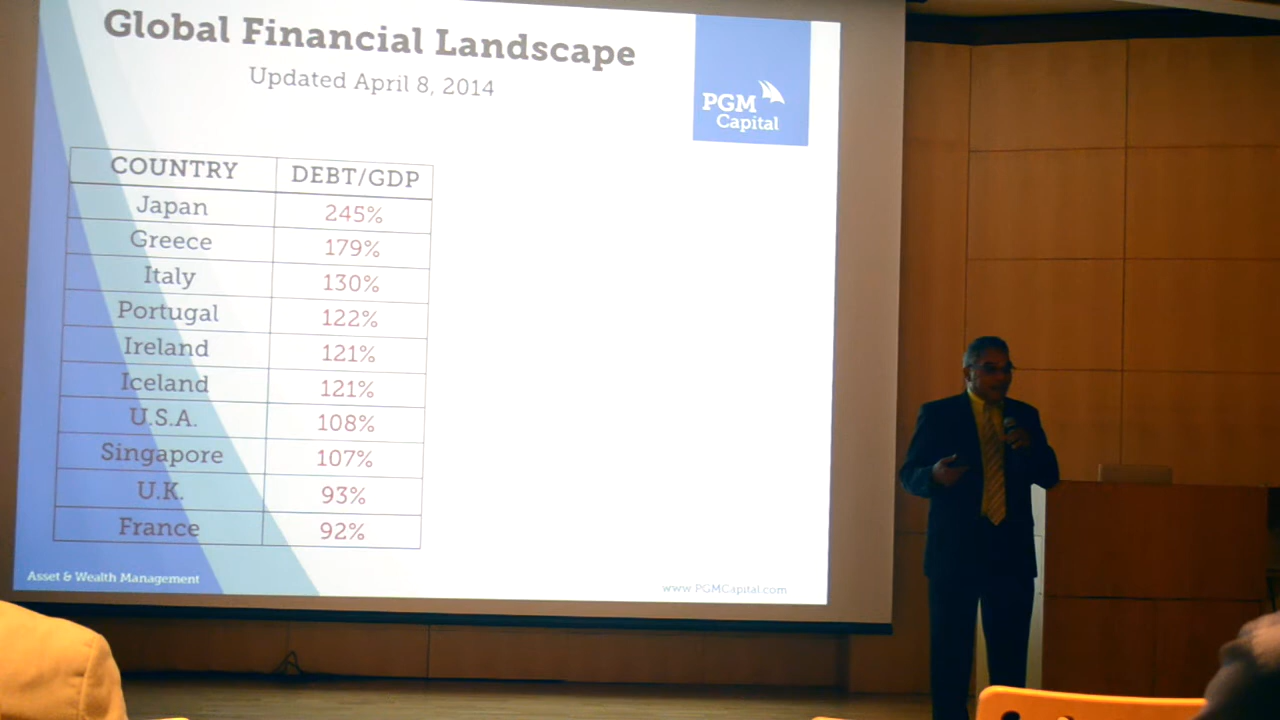 Global Financial Landscape
Updated April 8, 2014
PGM
Capital
COUNTRY DEBT/GDP
Japan 245%
Greece 179%
Italy 130%
Portugal 122%
Ireland 121%
Iceland 121%
U.S.A. 108%
Singapore 107%
U.K. 93%
France 92%
Asset & Wealth Management
www.PGMCapital.com